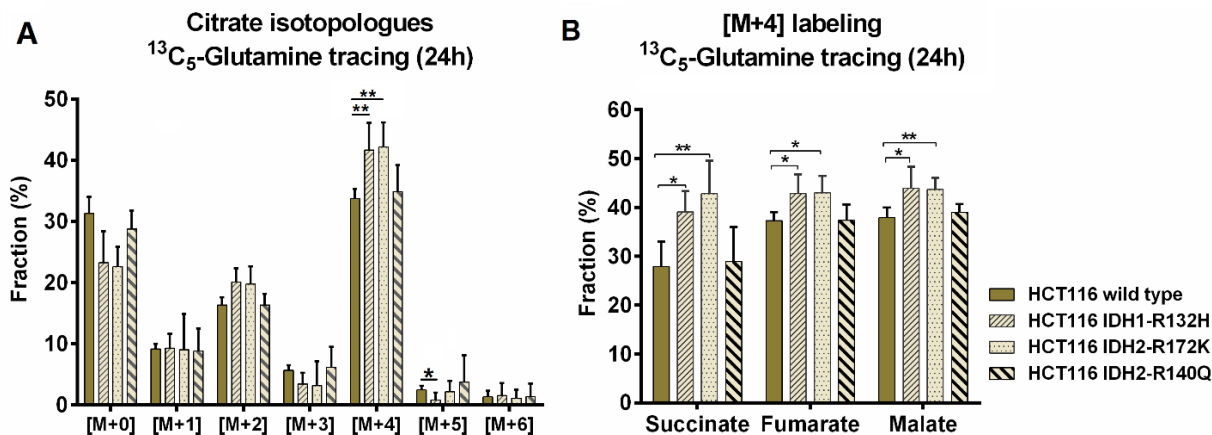 A
Citrate isotopologues
¹³C₅-Glutamine tracing (24h)
Fraction (%)
50
40
30
20
10
0
** 
**
*
[M+0] [M+1] [M+2] [M+3] [M+4] [M+5] [M+6]
B
[M+4] labeling
¹³C₅-Glutamine tracing (24h)
Fraction (%)
60
50
40
30
20
10
0
**
*
*
*
**
*
Succinate Fumarate Malate
HCT116 wild type
HCT116 IDH1-R132H
HCT116 IDH2-R172K
HCT116 IDH2-R140Q